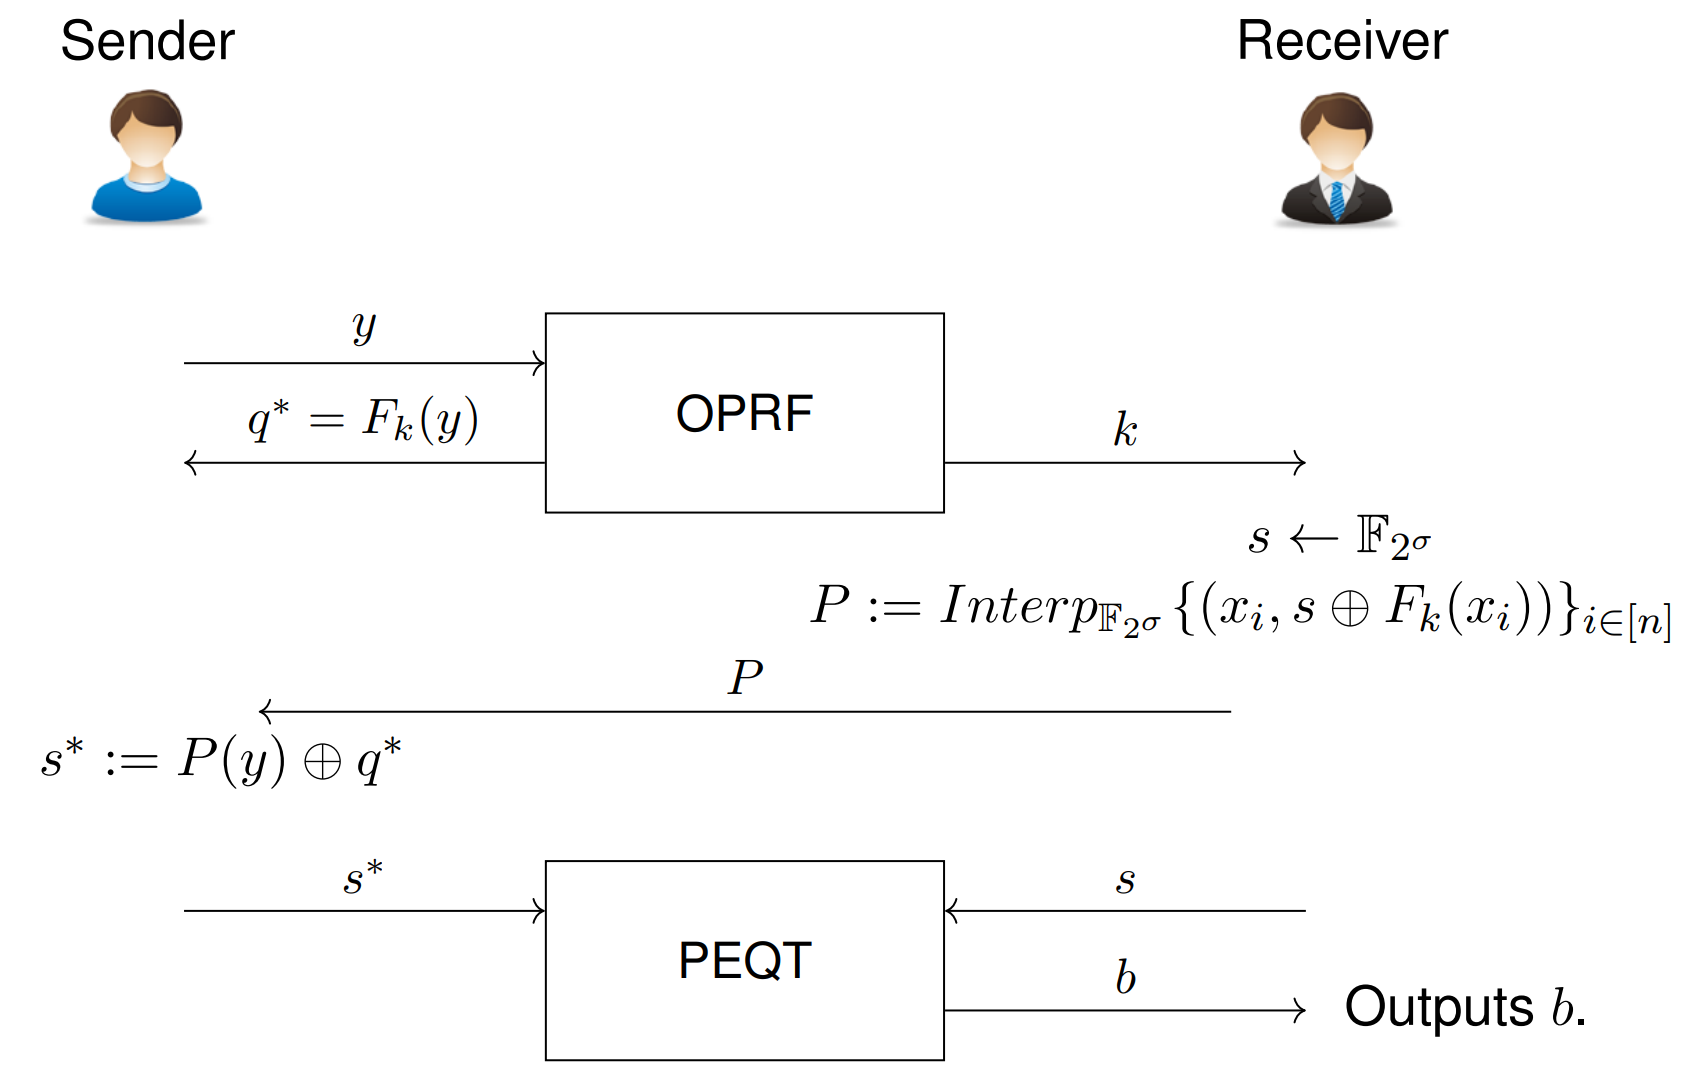 Sender Receiver
y
q* = F_k(y)
OPRF
k
s ← 𝔽_{2^σ}
P := Interp_{𝔽_{2^σ}}{(x_i, s ⊕ F_k(x_i))}_{i∈[n]}
P
s* := P(y) ⊕ q*
s* s
PEQT
b
Outputs b.